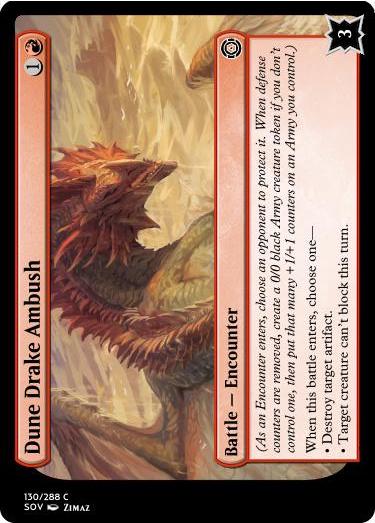 Dune Drake Ambush
1
Battle — Encounter
(As an Encounter enters, choose an opponent to protect it. When defense
counters are removed, create a 0/0 black Army creature token if you don't
control one, then put that many +1/+1 counters on an Army you control.)
When this battle enters, choose one—
• Destroy target artifact.
• Target creature can't block this turn.
3
130/288 C
SOV ZIMAZ